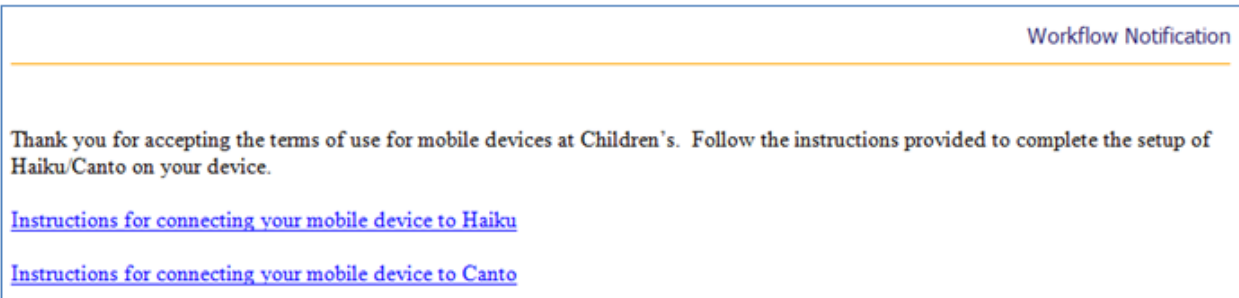 Workflow Notification
Thank you for accepting the terms of use for mobile devices at Children’s.  Follow the instructions provided to complete the setup of
Haiku/Canto on your device.
Instructions for connecting your mobile device to Haiku
Instructions for connecting your mobile device to Canto